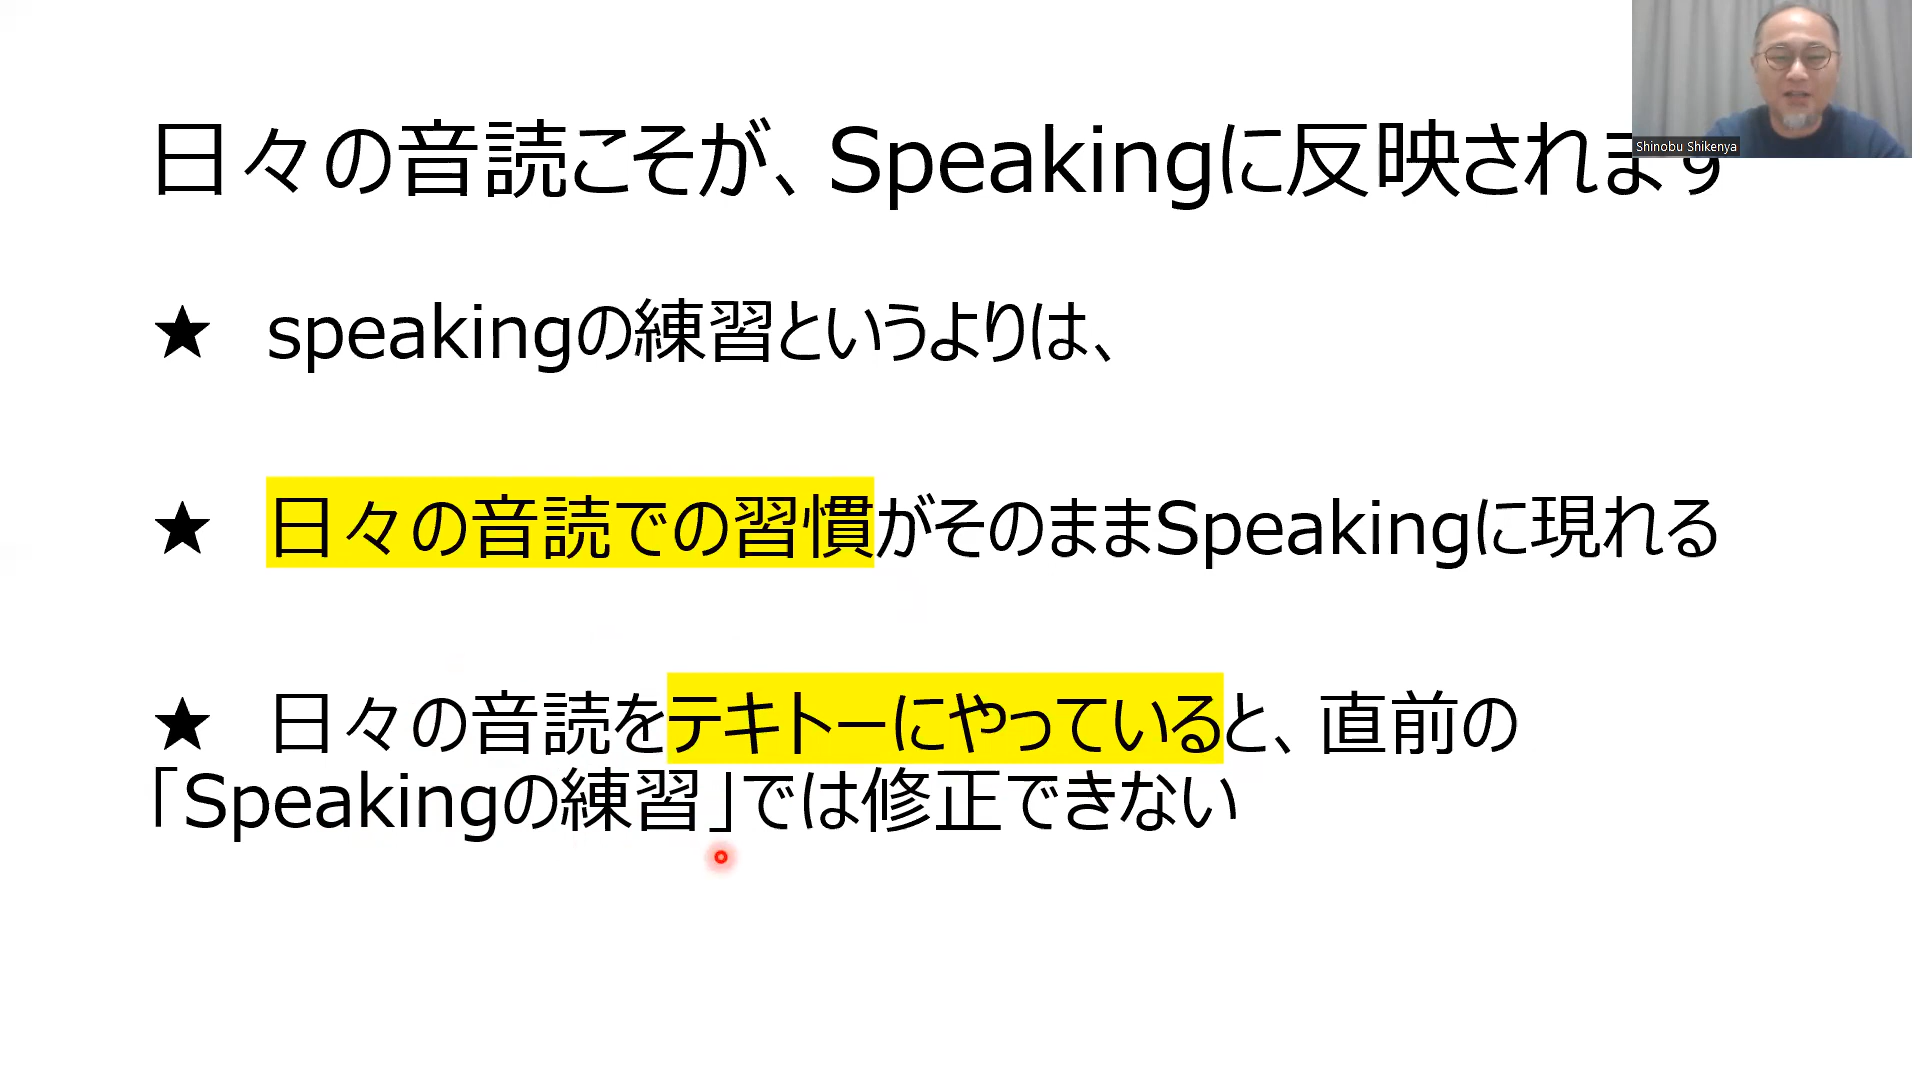 日々の音読こそが、Speakingに反映されます
Shinobu Shikenya
★ speakingの練習というよりは、
★ 日々の音読での習慣がそのままSpeakingに現れる
★ 日々の音読をテキトーにやっていると、直前の
「Speakingの練習」では修正できない